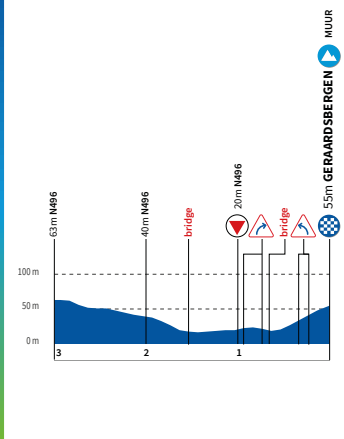 MUUR
55m GERAARDSBERGEN
63m N496
40m N496
bridge
20m N496
bridge
100 m
50 m
0 m
3
2
1